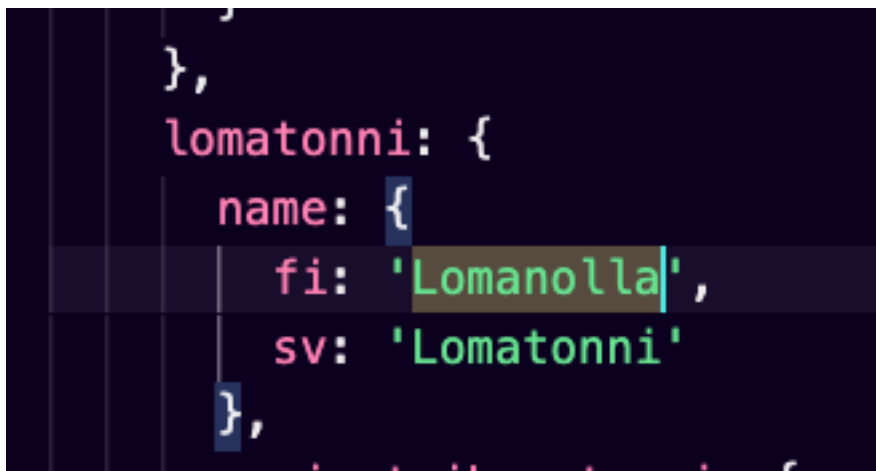 },
lomatonni: {
name: {
fi: 'Lomanolla',
sv: 'Lomatonni'
},